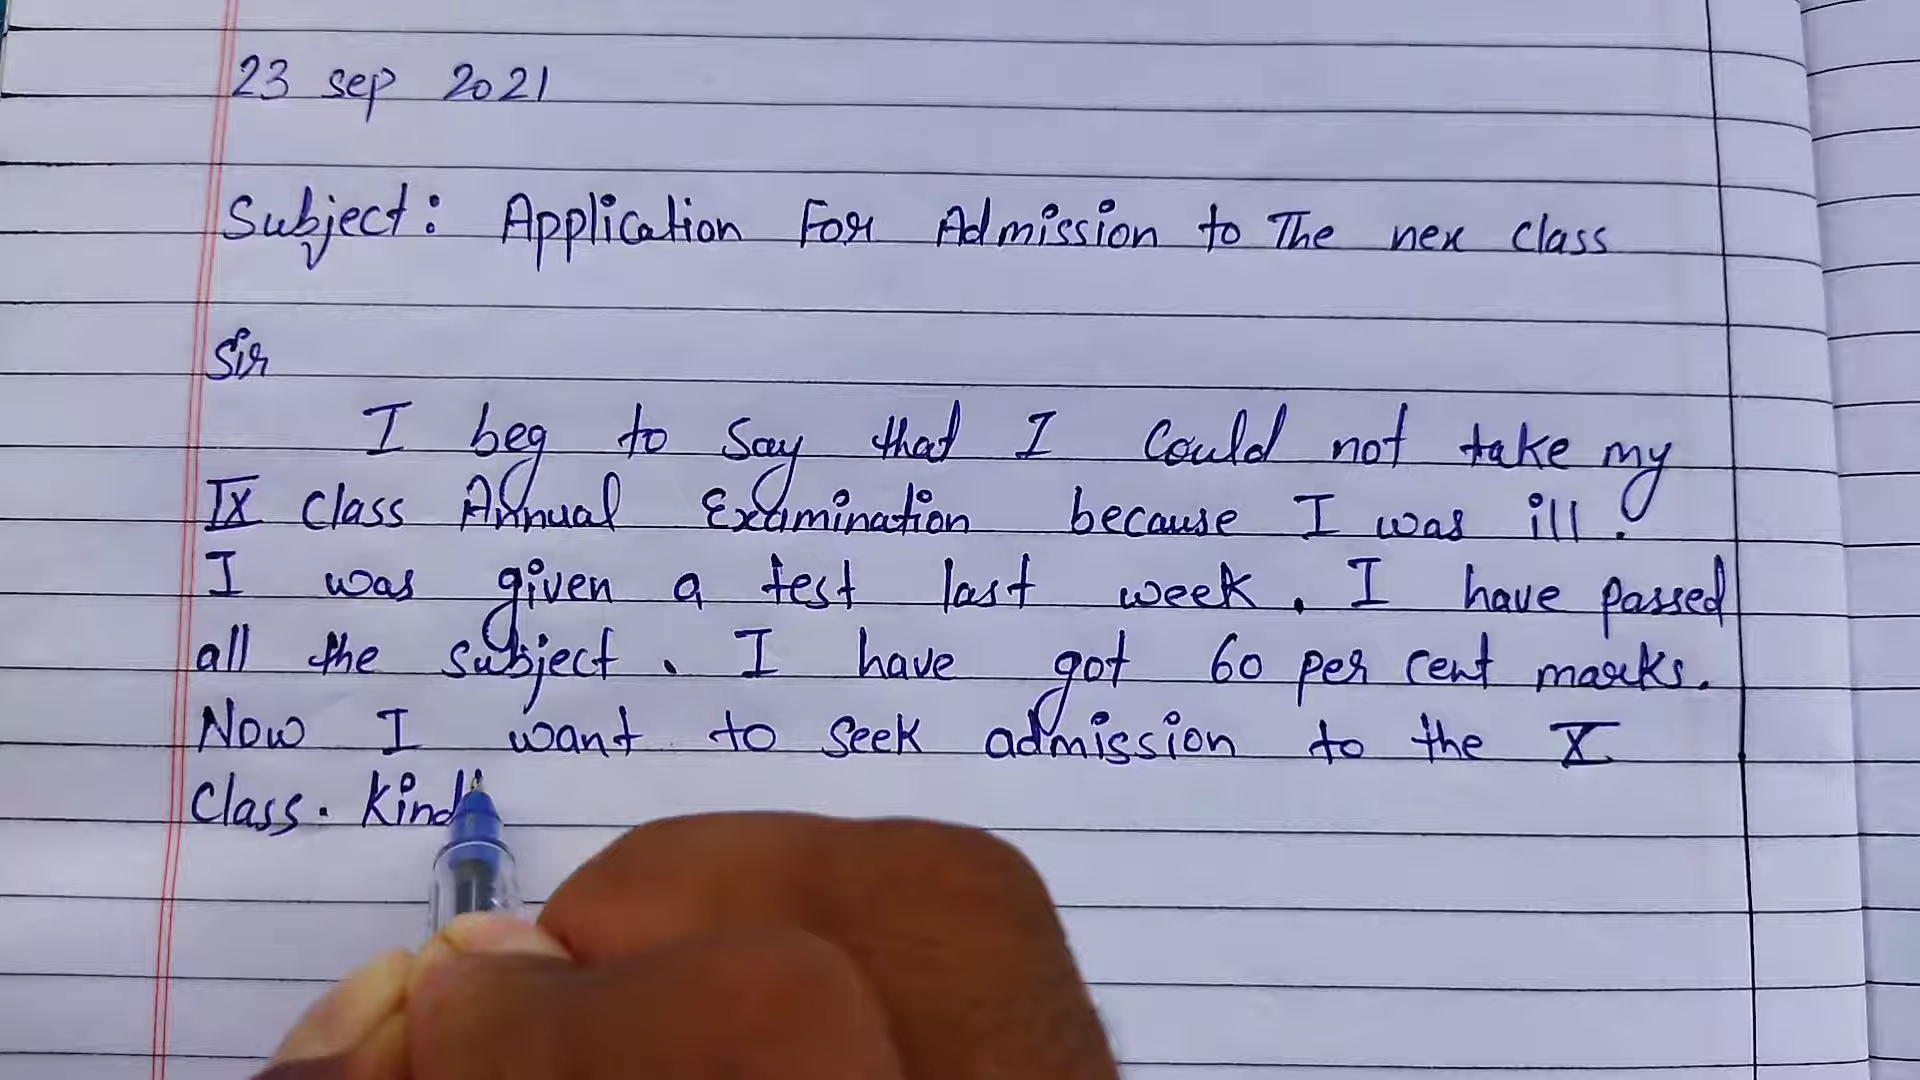 23 sep 2021
Subject: Application For Admission to The nex class
Sir
I beg to say that I could not take my
IX class Annual Examination because I was ill.
I was given a test last week. I have passed
all the subject. I have got 60 per cent marks.
Now I want to seek admission to the X
class. Kind